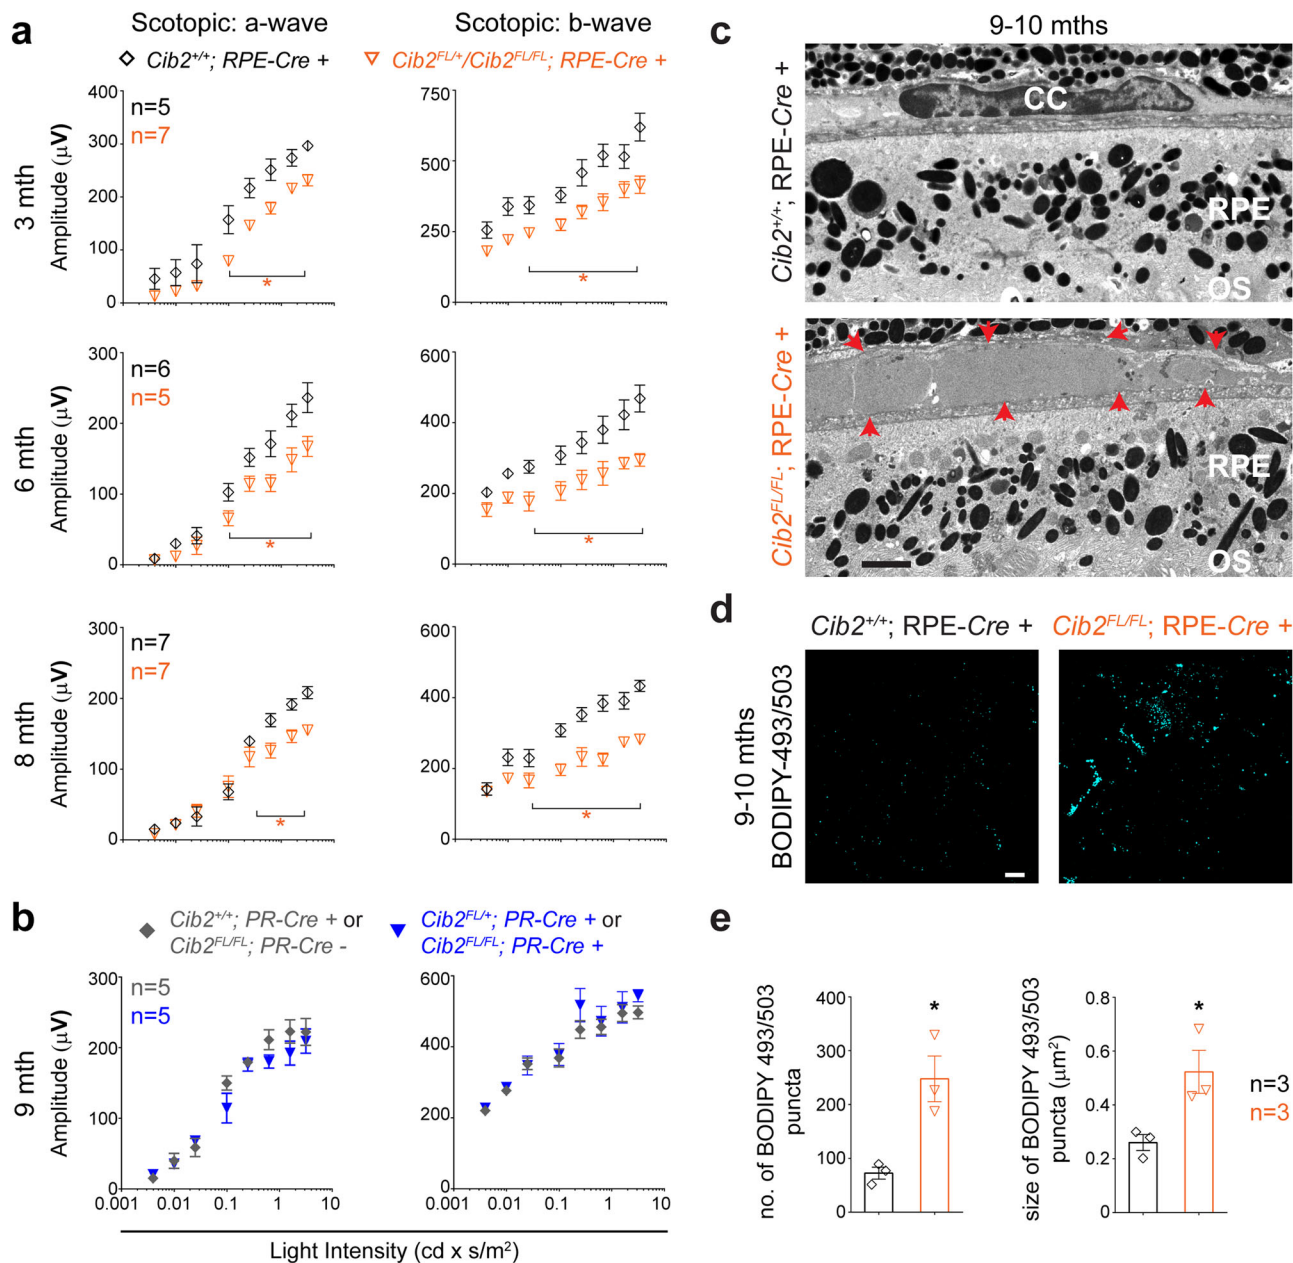 a
Scotopic: a-wave
Scotopic: b-wave
Cib2+/+; RPE-Cre +
Cib2FL/+/Cib2FL/FL; RPE-Cre +
3 mth
Amplitude (μV)
400
300
200
100
0
n=5
n=7
*
750
500
250
0
*
6 mth
Amplitude (μV)
300
200
100
0
n=6
n=5
*
600
400
200
0
*
8 mth
Amplitude (μV)
300
200
100
0
n=7
n=7
*
600
400
200
0
*
b
Cib2+/+; PR-Cre + or
Cib2FL/FL; PR-Cre -
Cib2FL/+; PR-Cre + or
Cib2FL/FL; PR-Cre +
9 mth
Amplitude (μV)
300
200
100
0
n=5
n=5
0.001
0.01
0.1
1
10
600
400
200
0
0.001
0.01
0.1
1
10
Light Intensity (cd x s/m2)
c
9-10 mths
Cib2+/+; RPE-Cre +
CC
RPE
OS
Cib2FL/FL; RPE-Cre +
RPE
OS
d
Cib2+/+; RPE-Cre +
Cib2FL/FL; RPE-Cre +
9-10 mths
BODIPY-493/503
e
no. of BODIPY 493/503
puncta
400
300
200
100
0
*
size of BODIPY 493/503
puncta (μm2)
0.8
0.6
0.4
0.2
0
*
n=3
n=3